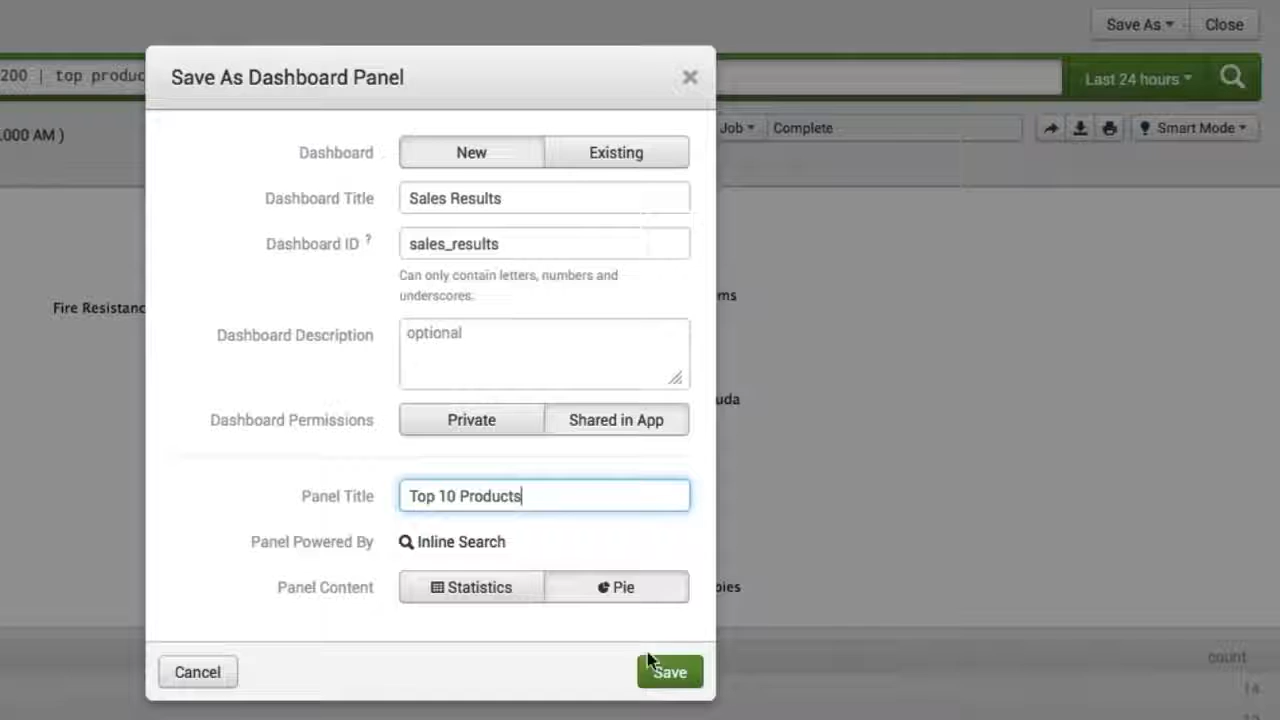 Save As Close
200 | top produc Last 24 hours
Save As Dashboard Panel
.000 AM ) Job Complete Smart Mode
Dashboard New Existing
Dashboard Title Sales Results
Dashboard ID ? sales_results
Can only contain letters, numbers and
underscores.
Fire Resistanc ms
Dashboard Description optional
uda
Dashboard Permissions Private Shared in App
Panel Title Top 10 Products
Panel Powered By Inline Search
Panel Content Statistics Pie
bies
count
Cancel Save
14